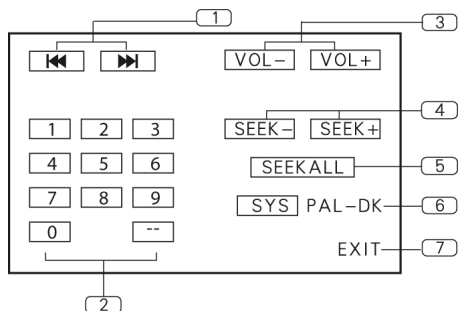 1
3
⏮ ⏭ VOL- VOL+
4
1 2 3 SEEK- SEEK+
4 5 6 SEEKALL 5
7 8 9 SYS PAL-DK 6
0 -- EXIT 7
2